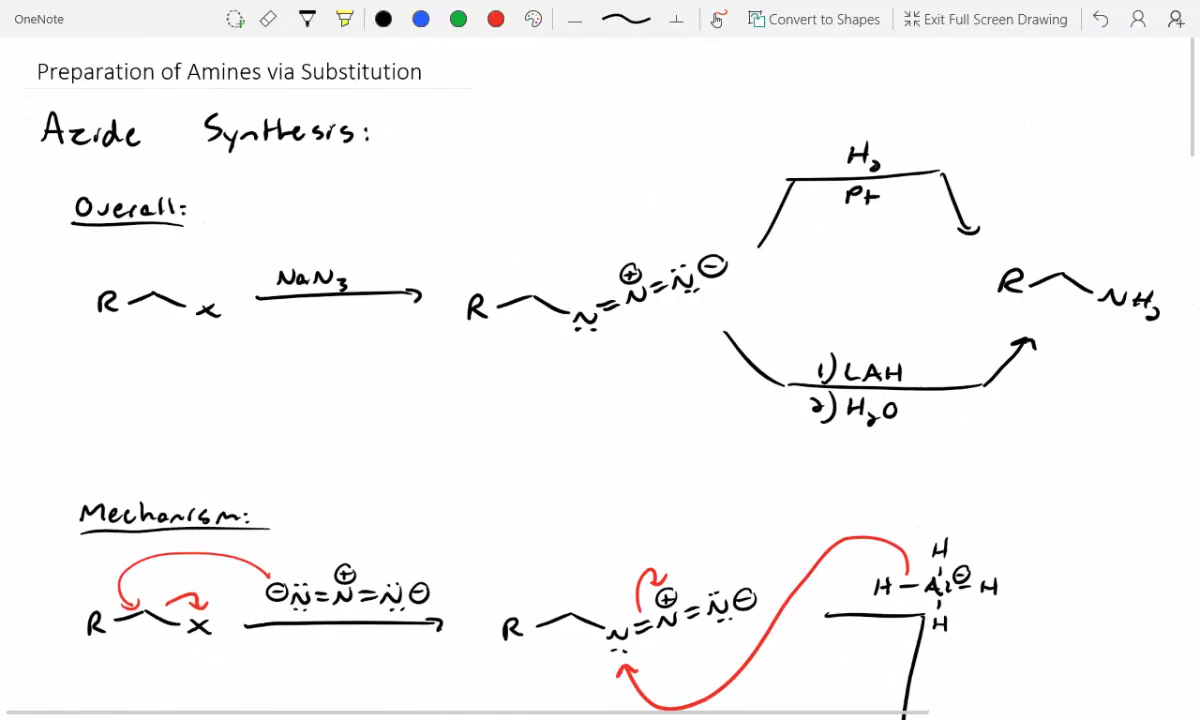 OneNote
Convert to Shapes
Exit Full Screen Drawing
Preparation of Amines via Substitution
Azide Synthesis:
Overall:
R X
NaN3
R N=N=N
⊕ ⊖
H2
Pt
1) LAH
2) H2O
R NH2
Mechanism:
R X
⊖N=N=N⊖
⊕
R N=N=N⊖
⊕
H
H-Al-H
⊖
H